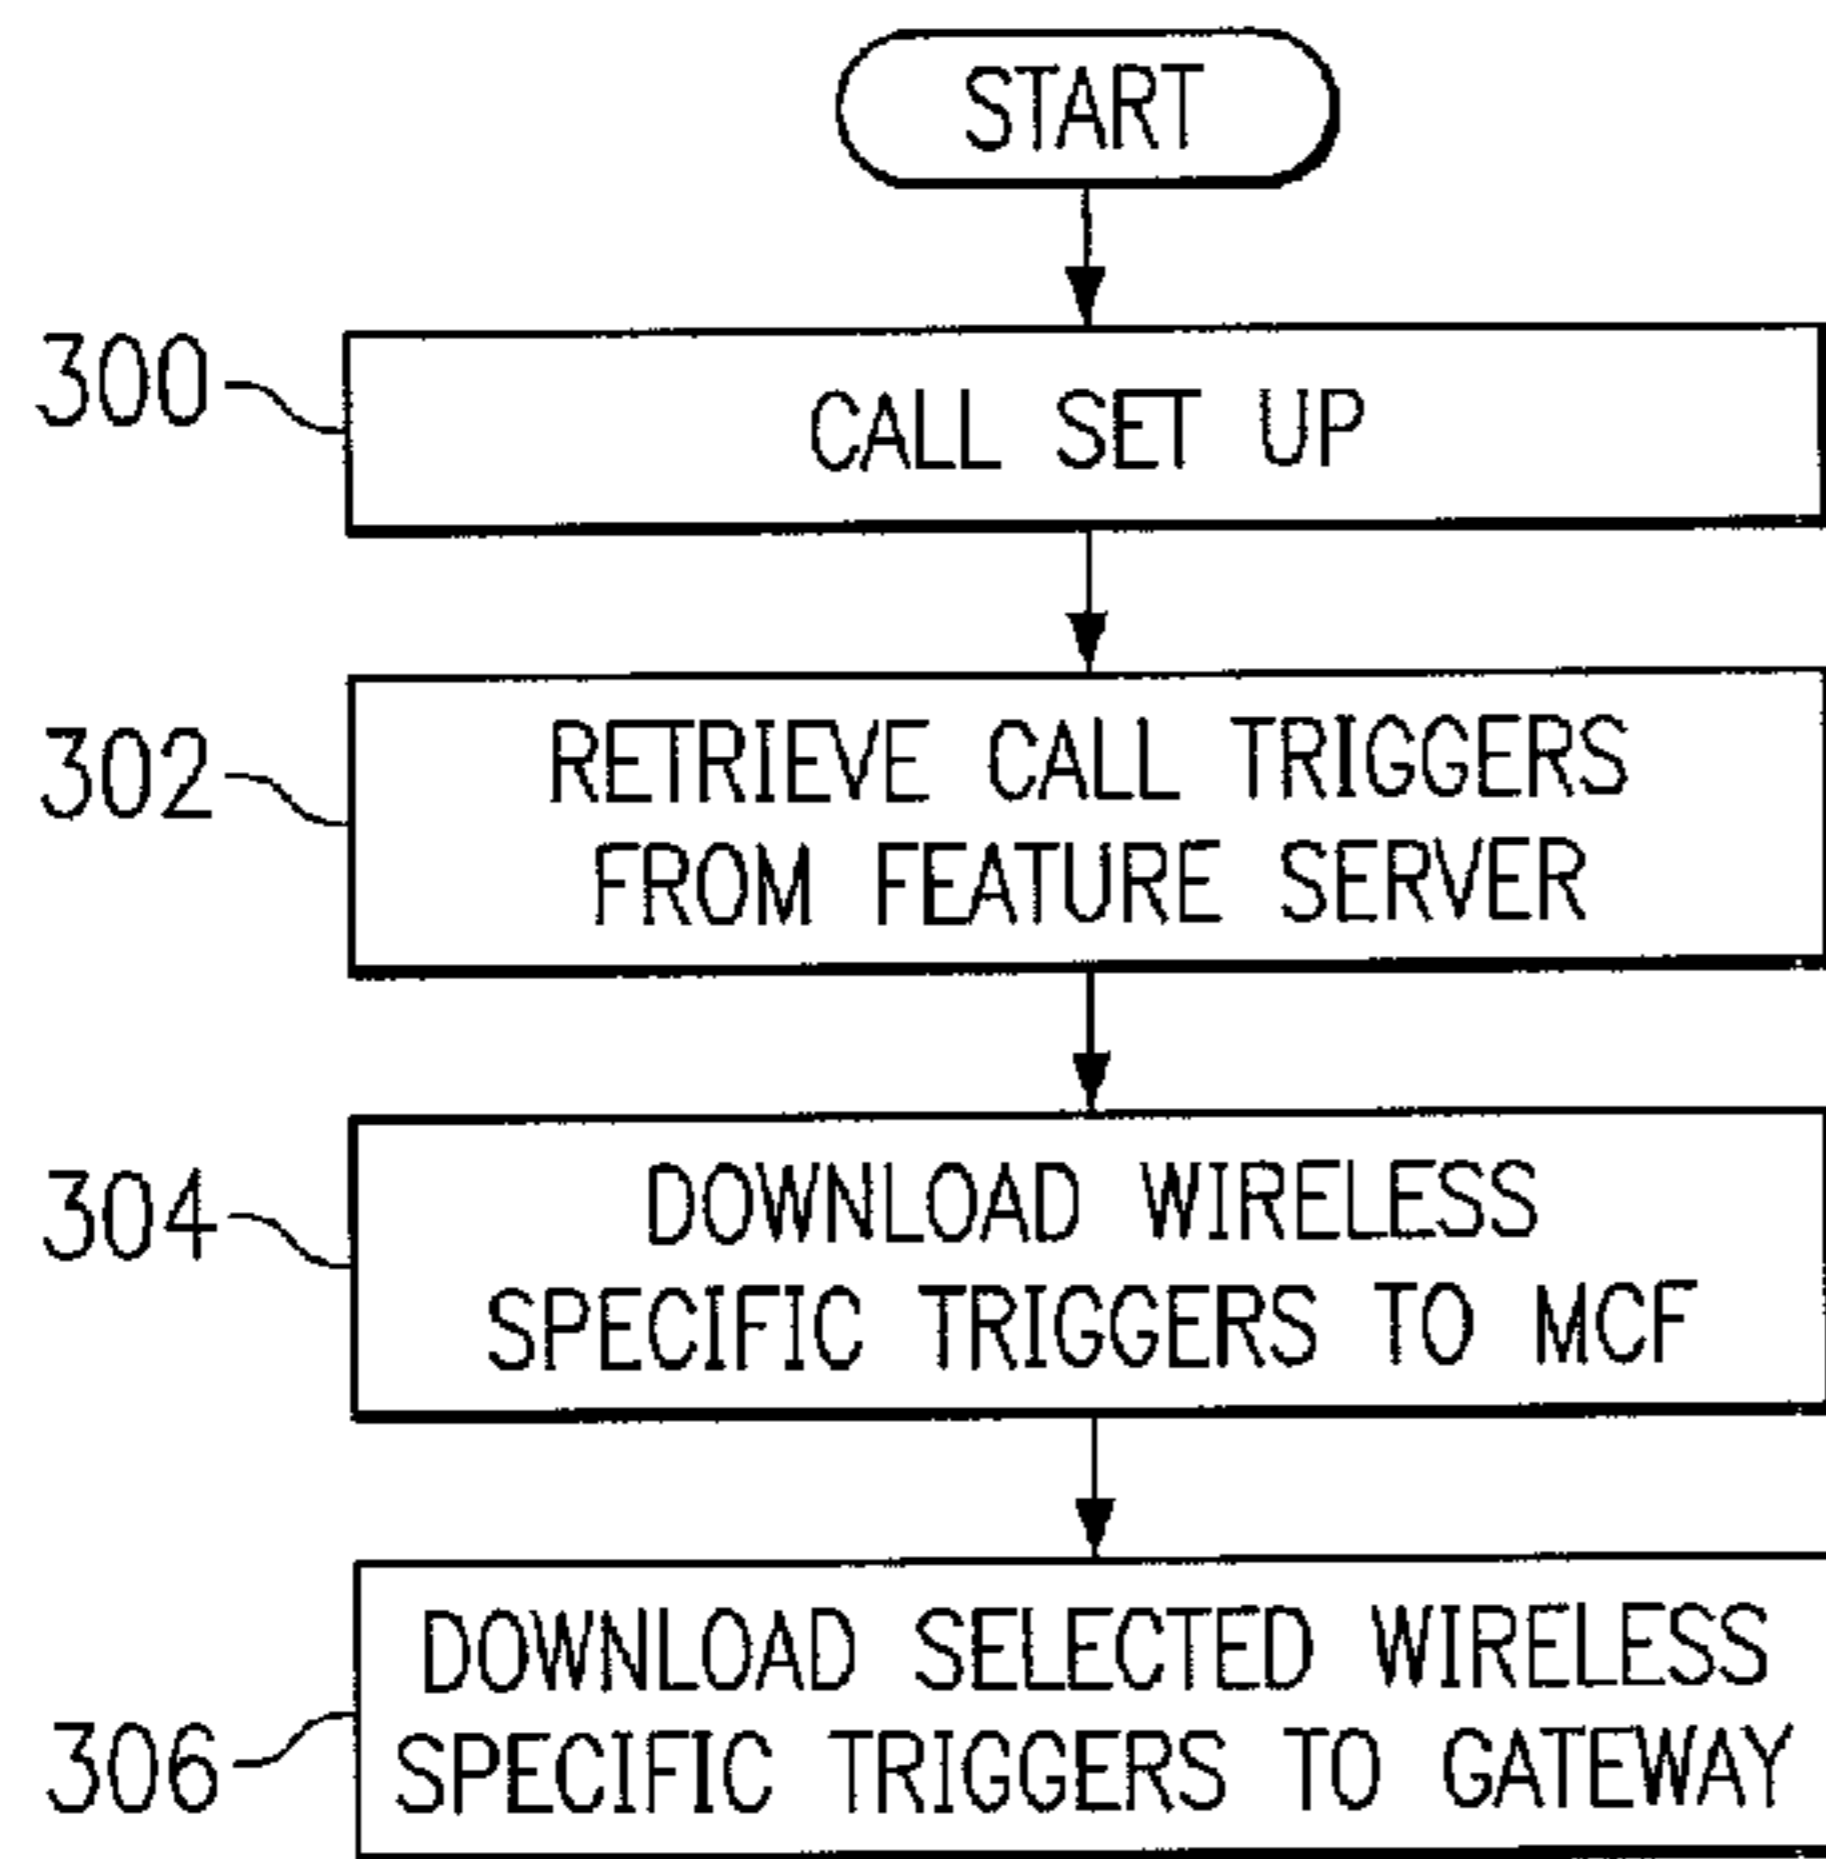 START
300
CALL SET UP
302
RETRIEVE CALL TRIGGERS
FROM FEATURE SERVER
304
DOWNLOAD WIRELESS
SPECIFIC TRIGGERS TO MCF
306
DOWNLOAD SELECTED WIRELESS
SPECIFIC TRIGGERS TO GATEWAY